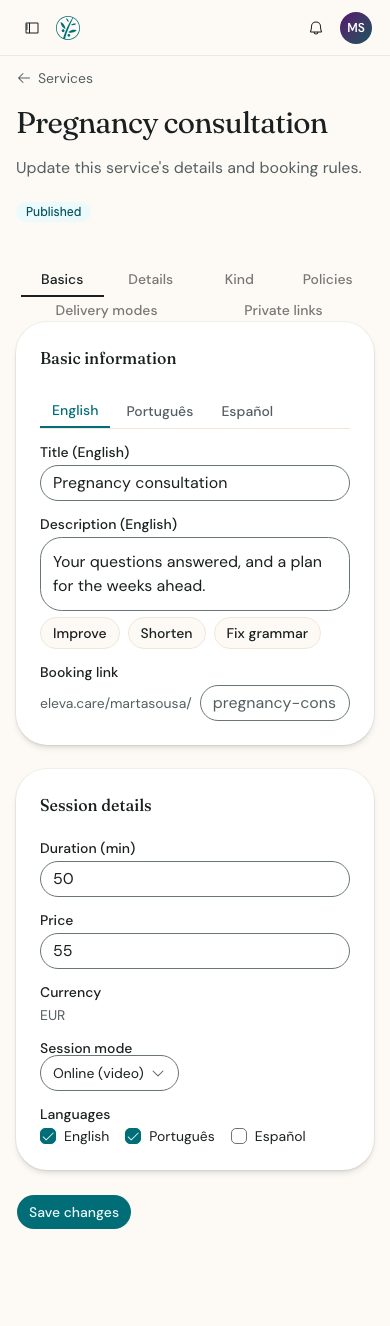 MS
Services
Pregnancy consultation
Update this service's details and booking rules.
Published
Basics
Details
Kind
Policies
Delivery modes
Private links
Basic information
English
Português
Español
Title (English)
Pregnancy consultation
Description (English)
Your questions answered, and a plan
for the weeks ahead.
Improve
Shorten
Fix grammar
Booking link
eleva.care/martasousa/
pregnancy-cons
Session details
Duration (min)
50
Price
55
Currency
EUR
Session mode
Online (video)
Languages
English
Português
Español
Save changes